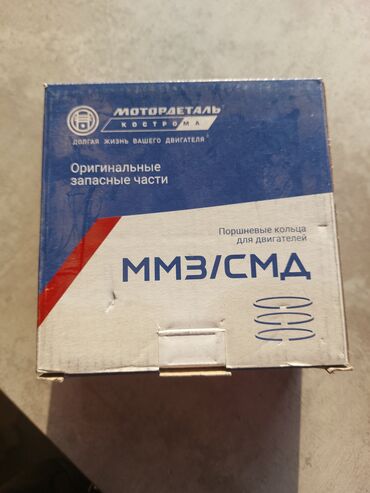 МОТОРДЕТАЛЬ
КОСТРОМА
ДОЛГАЯ ЖИЗНЬ ВАШЕГО ДВИГАТЕЛЯ
Оригинальные
запасные части
Поршневые кольца
для двигателей
ММЗ/СМД